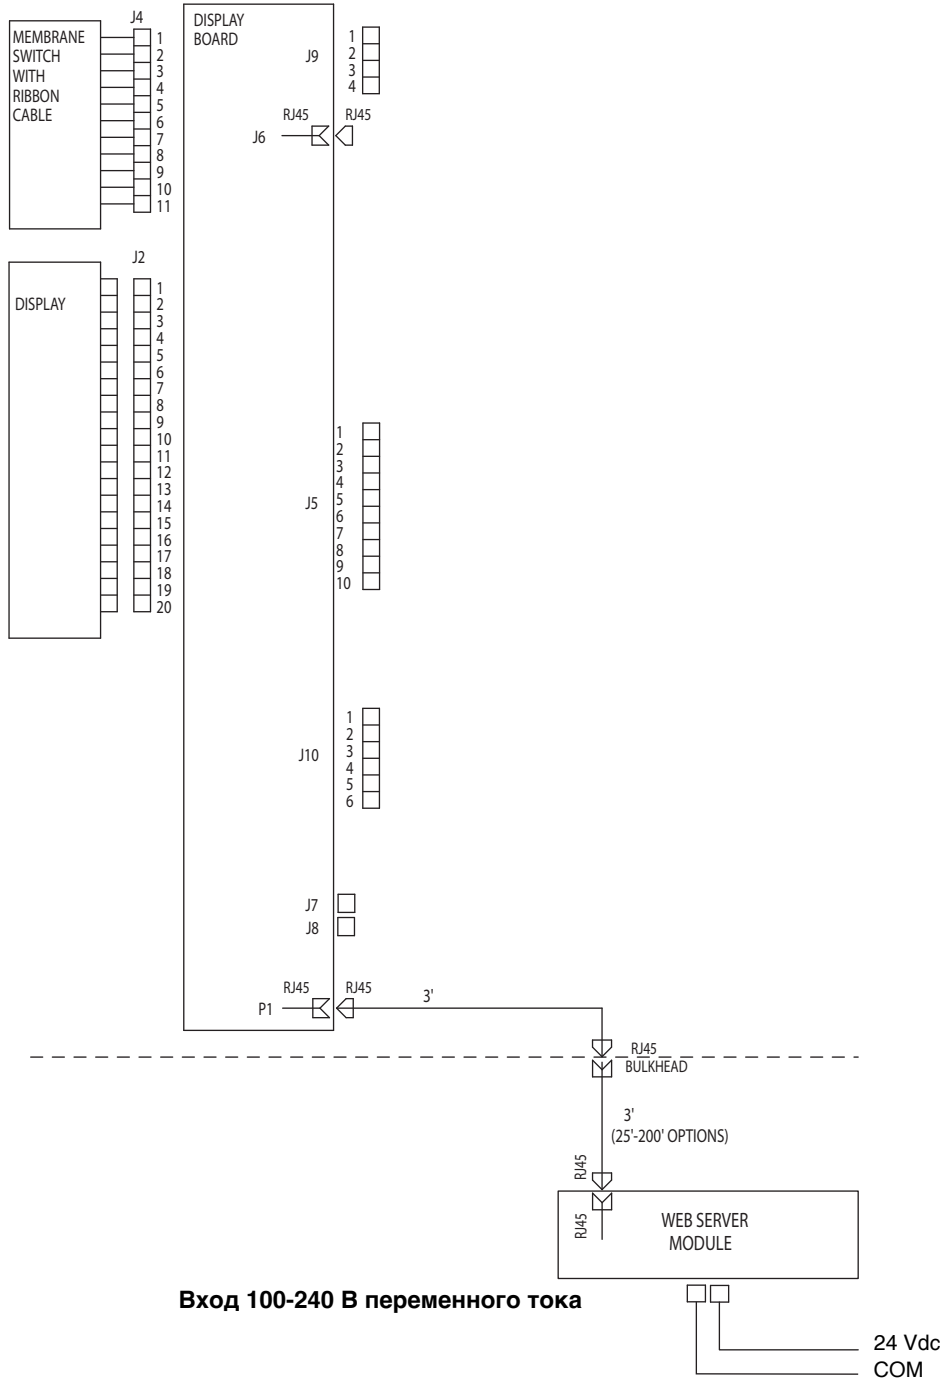 J4
MEMBRANE
SWITCH
WITH
RIBBON
CABLE
1
2
3
4
5
6
7
8
9
10
11
DISPLAY
BOARD
J9
1
2
3
4
RJ45
RJ45
J6
J2
DISPLAY
1
2
3
4
5
6
7
8
9
10
11
12
13
14
15
16
17
18
19
20
J5
1
2
3
4
5
6
7
8
9
10
J10
1
2
3
4
5
6
J7
J8
RJ45
RJ45
P1
3'
RJ45
BULKHEAD
3'
(25'-200' OPTIONS)
RJ45
RJ45
WEB SERVER
MODULE
Вход 100-240 В переменного тока
24 Vdc
COM